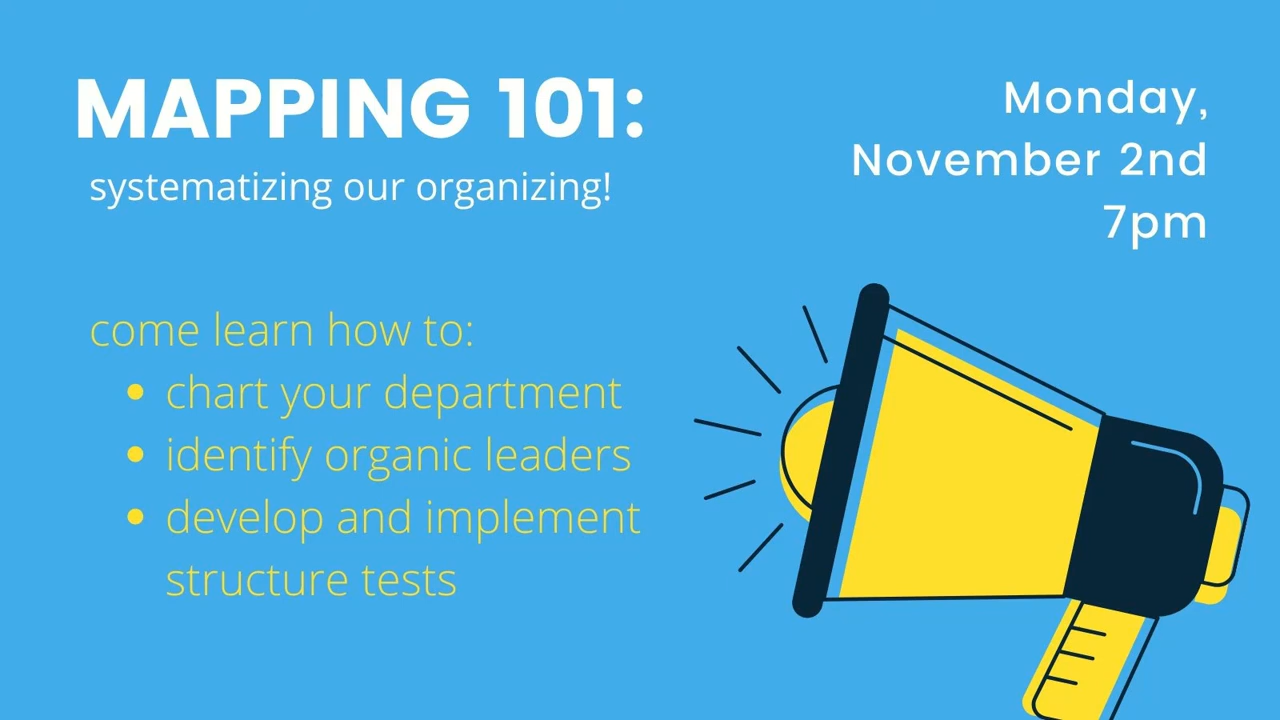 MAPPING 101:
systematizing our organizing!
Monday,
November 2nd
7pm
come learn how to:
• chart your department
• identify organic leaders
• develop and implement
structure tests